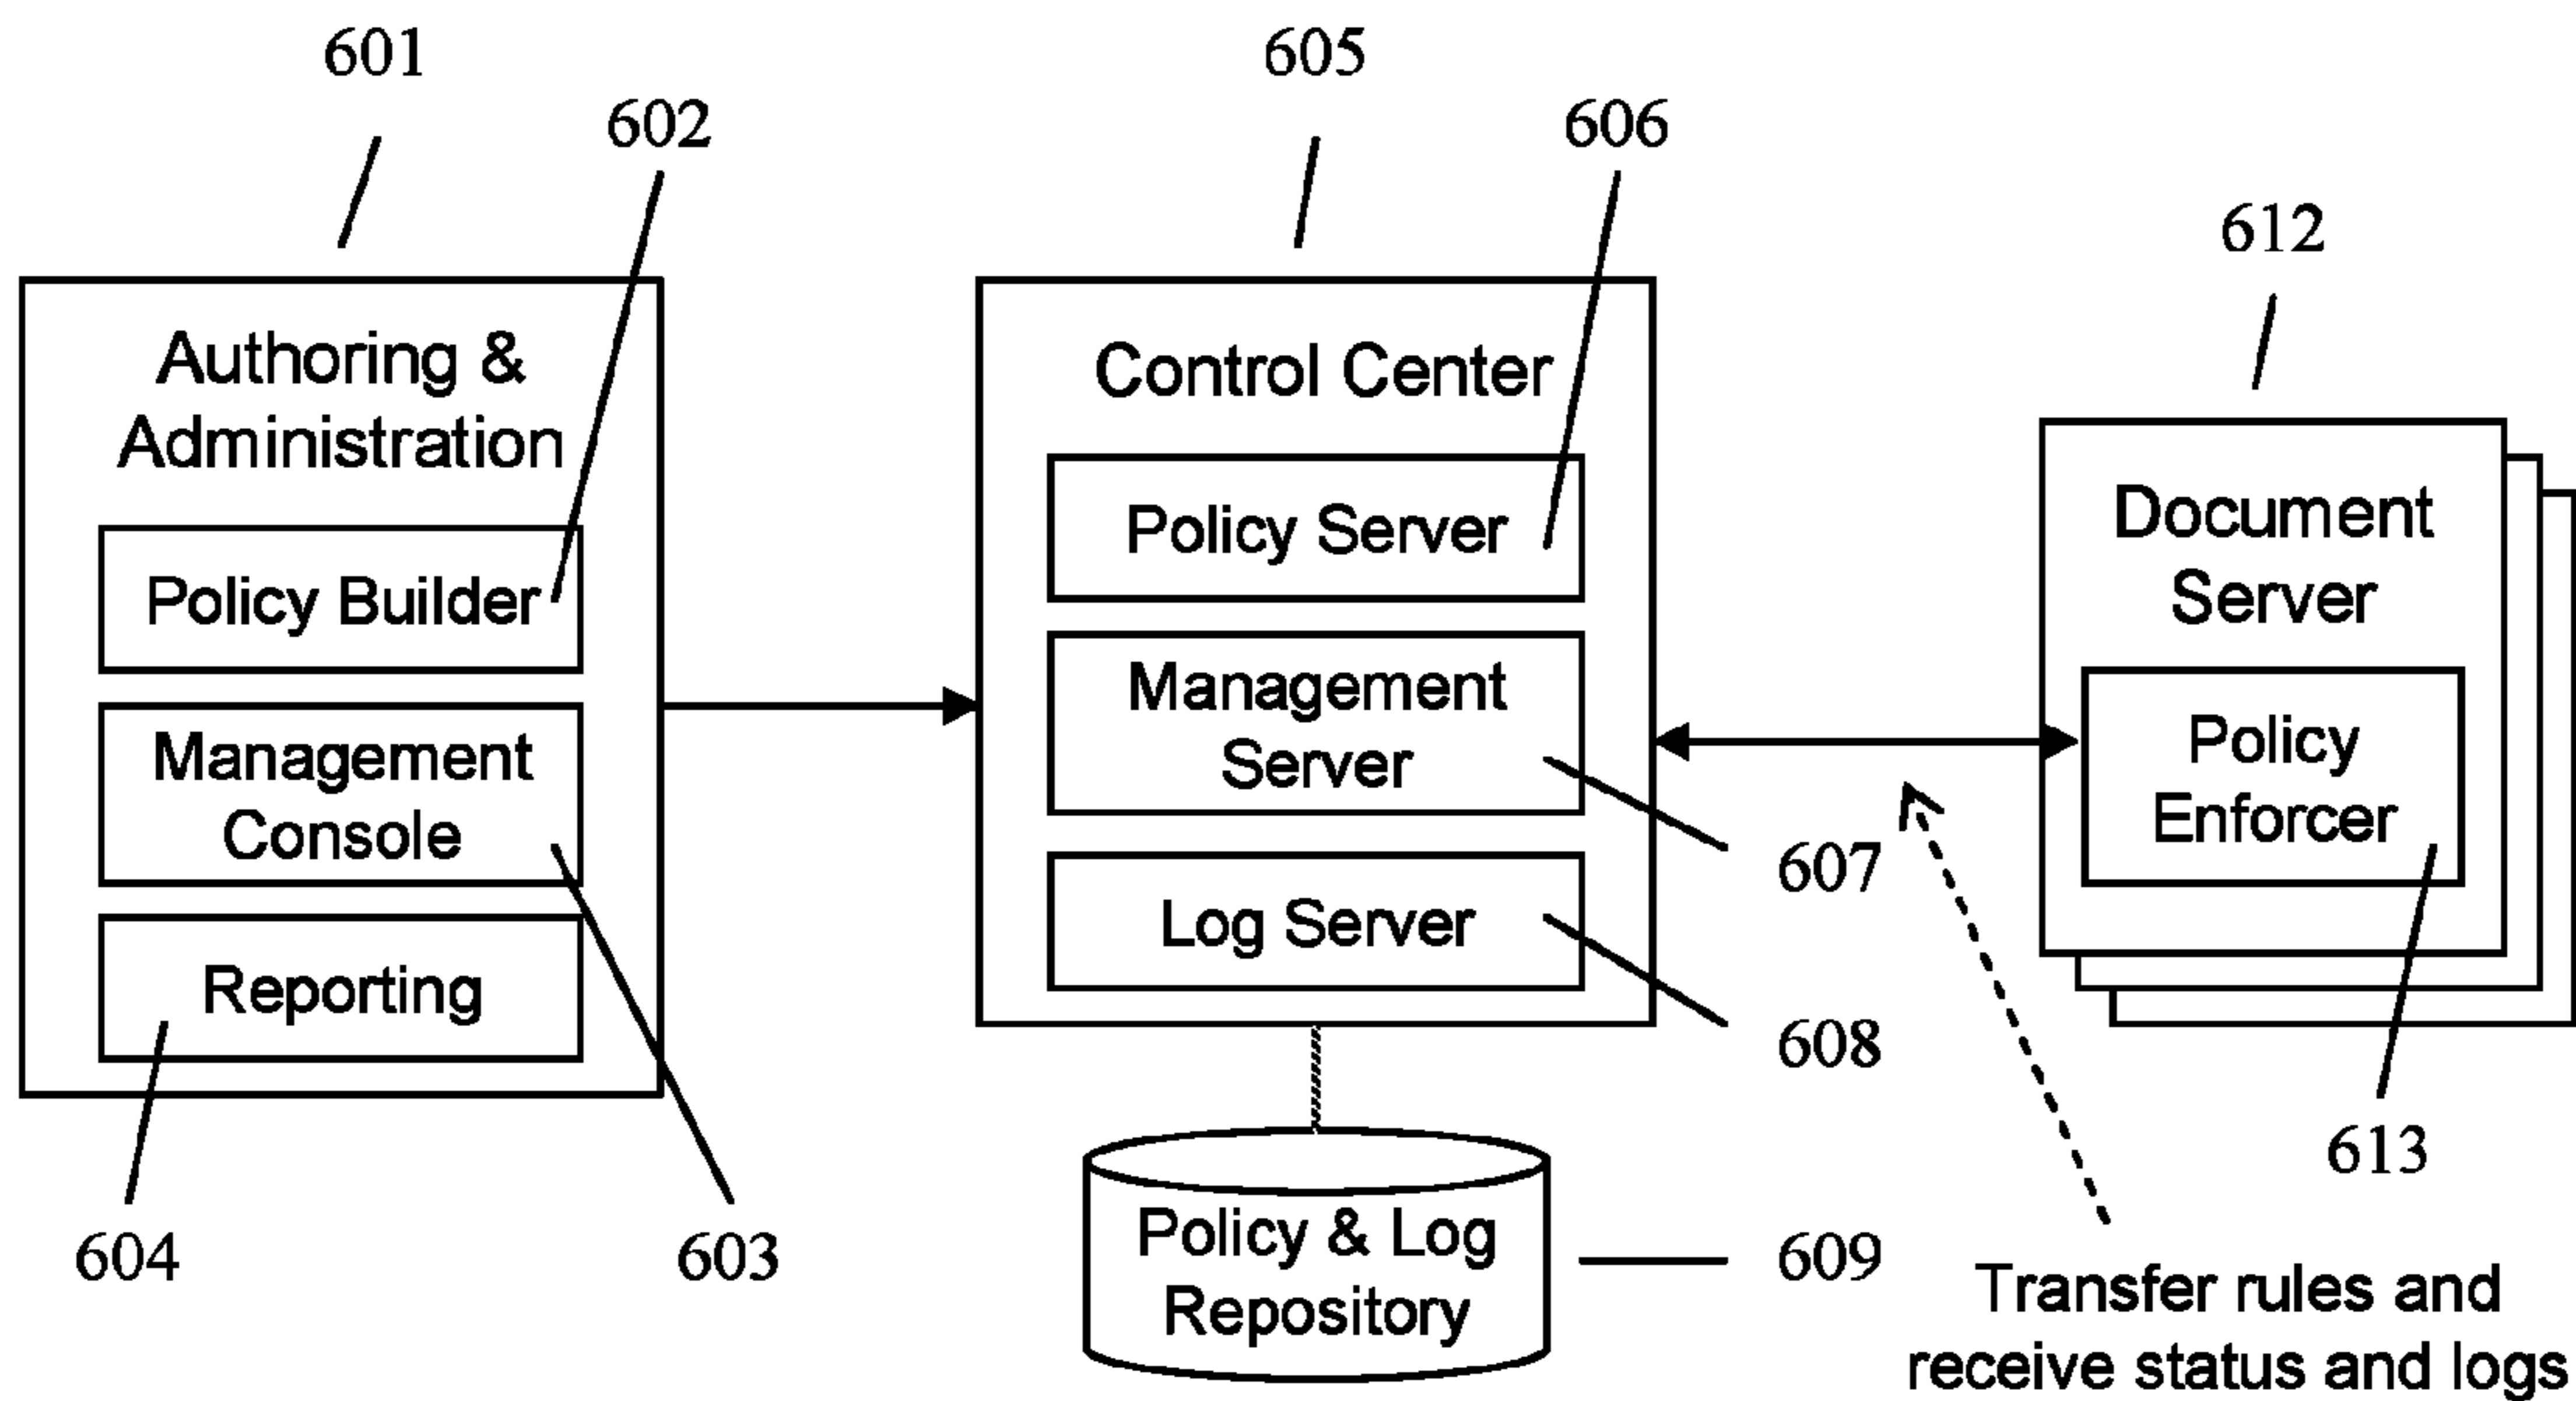 601
602
Authoring &
Administration
Policy Builder
Management
Console
Reporting
604
603
605
606
Control Center
Policy Server
Management
Server
Log Server
607
608
Policy & Log
Repository
609
612
Document
Server
Policy
Enforcer
613
Transfer rules and
receive status and logs